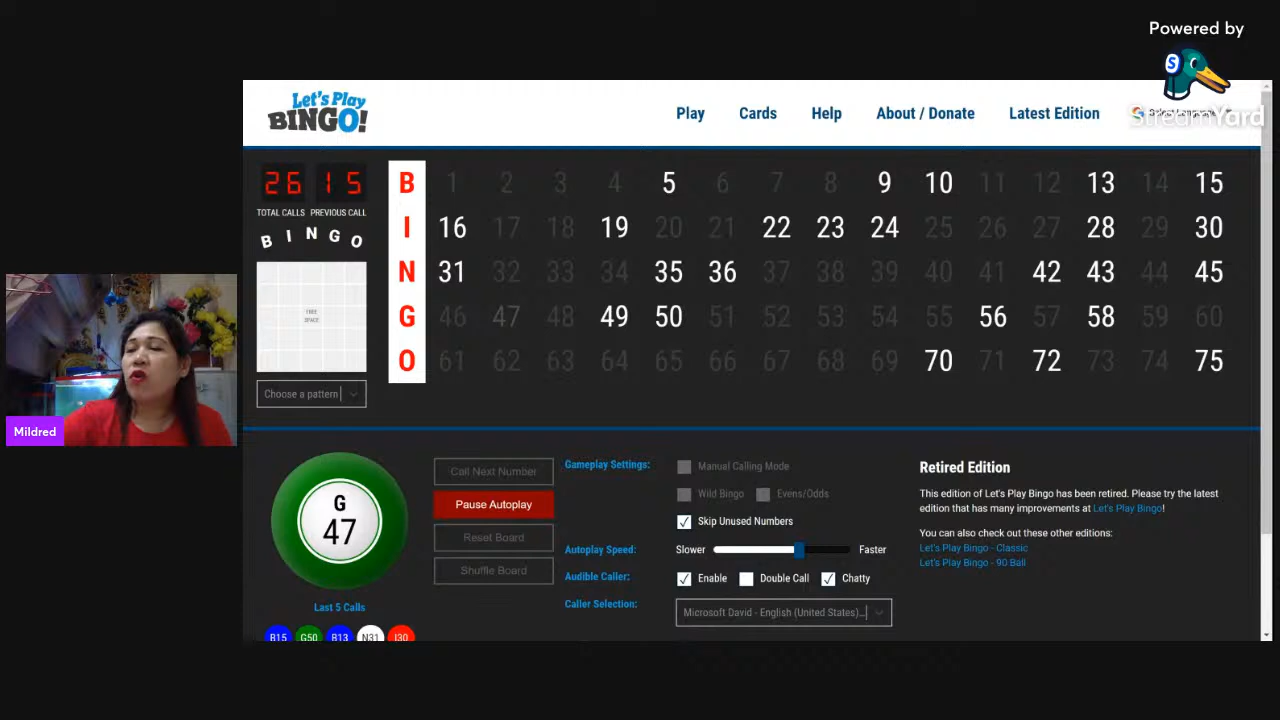 Powered by
StreamYard
Let's Play
BINGO!
Play Cards Help About / Donate Latest Edition Select Language
26 15
TOTAL CALLS PREVIOUS CALL
B I N G O
FREE
SPACE
Choose a pattern
B 1 2 3 4 5 6 7 8 9 10 11 12 13 14 15
I 16 17 18 19 20 21 22 23 24 25 26 27 28 29 30
N 31 32 33 34 35 36 37 38 39 40 41 42 43 44 45
G 46 47 48 49 50 51 52 53 54 55 56 57 58 59 60
O 61 62 63 64 65 66 67 68 69 70 71 72 73 74 75
Mildred
G
47
Last 5 Calls
B15 G50 B13 N31 I30
Call Next Number
Pause Autoplay
Reset Board
Shuffle Board
Gameplay Settings:
Manual Calling Mode
Wild Bingo Evens/Odds
Skip Unused Numbers
Autoplay Speed: Slower Faster
Audible Caller: Enable Double Call Chatty
Caller Selection: Microsoft David - English (United States)...
Retired Edition
This edition of Let's Play Bingo has been retired. Please try the latest
edition that has many improvements at Let's Play Bingo!
You can also check out these other editions:
Let's Play Bingo - Classic
Let's Play Bingo - 90 Ball